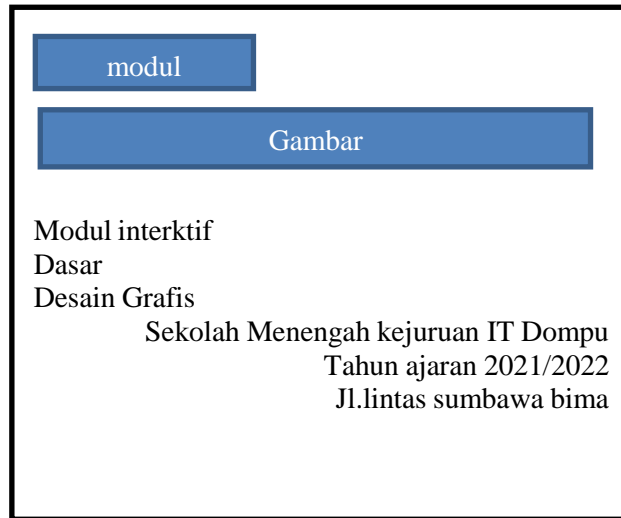 modul
Gambar
Modul interktif
Dasar
Desain Grafis
Sekolah Menengah kejuruan IT Dompu
Tahun ajaran 2021/2022
Jl.lintas sumbawa bima